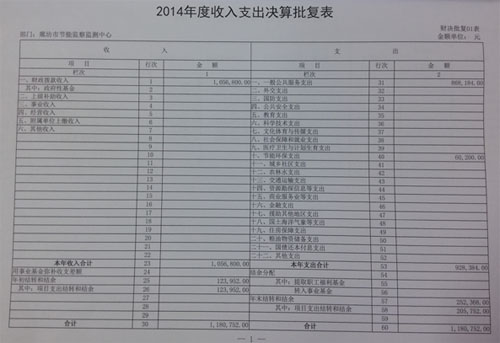 2014年度收入支出决算批复表
财决批复01表
部门：廊坊市节能监察监测中心 金额单位：元
收 入 支 出
项 目 行次 金 额 项 目 行次 金 额
栏次 1 栏次 2
一、财政拨款收入 1 1,056,800.00 一、一般公共服务支出 31 869,184.00
其中：政府性基金 2 二、外交支出 32
二、上级补助收入 3 三、国防支出 33
三、事业收入 4 四、公共安全支出 34
四、经营收入 5 五、教育支出 35
五、附属单位上缴收入 6 六、科学技术支出 36
六、其他收入 7 七、文化体育与传媒支出 37
8 八、社会保障和就业支出 38
9 九、医疗卫生与计划生育支出 39
10 十、节能环保支出 40 60,200.00
11 十一、城乡社区支出 41
12 十二、农林水支出 42
13 十三、交通运输支出 43
14 十四、资源勘探信息等支出 44
15 十五、商业服务业等支出 45
16 十六、金融支出 46
17 十七、援助其他地区支出 47
18 十八、国土海洋气象等支出 48
19 十九、住房保障支出 49
20 二十、粮油物资储备支出 50
21 二十一、国债还本付息支出 51
22 二十二、其他支出 52
本年收入合计 23 1,056,800.00 本年支出合计 53 929,384.00
用事业基金弥补收支差额 24 结余分配 54
年初结转和结余 25 123,952.00 其中：提取职工福利基金 55
其中：项目支出结转和结余 26 123,952.00 转入事业基金 56
27 年末结转和结余 57 252,368.00
28 其中：项目支出结转和结余 58 205,752.00
29 59
合计 30 1,180,752.00 合计 60 1,180,752.00
— 1 —